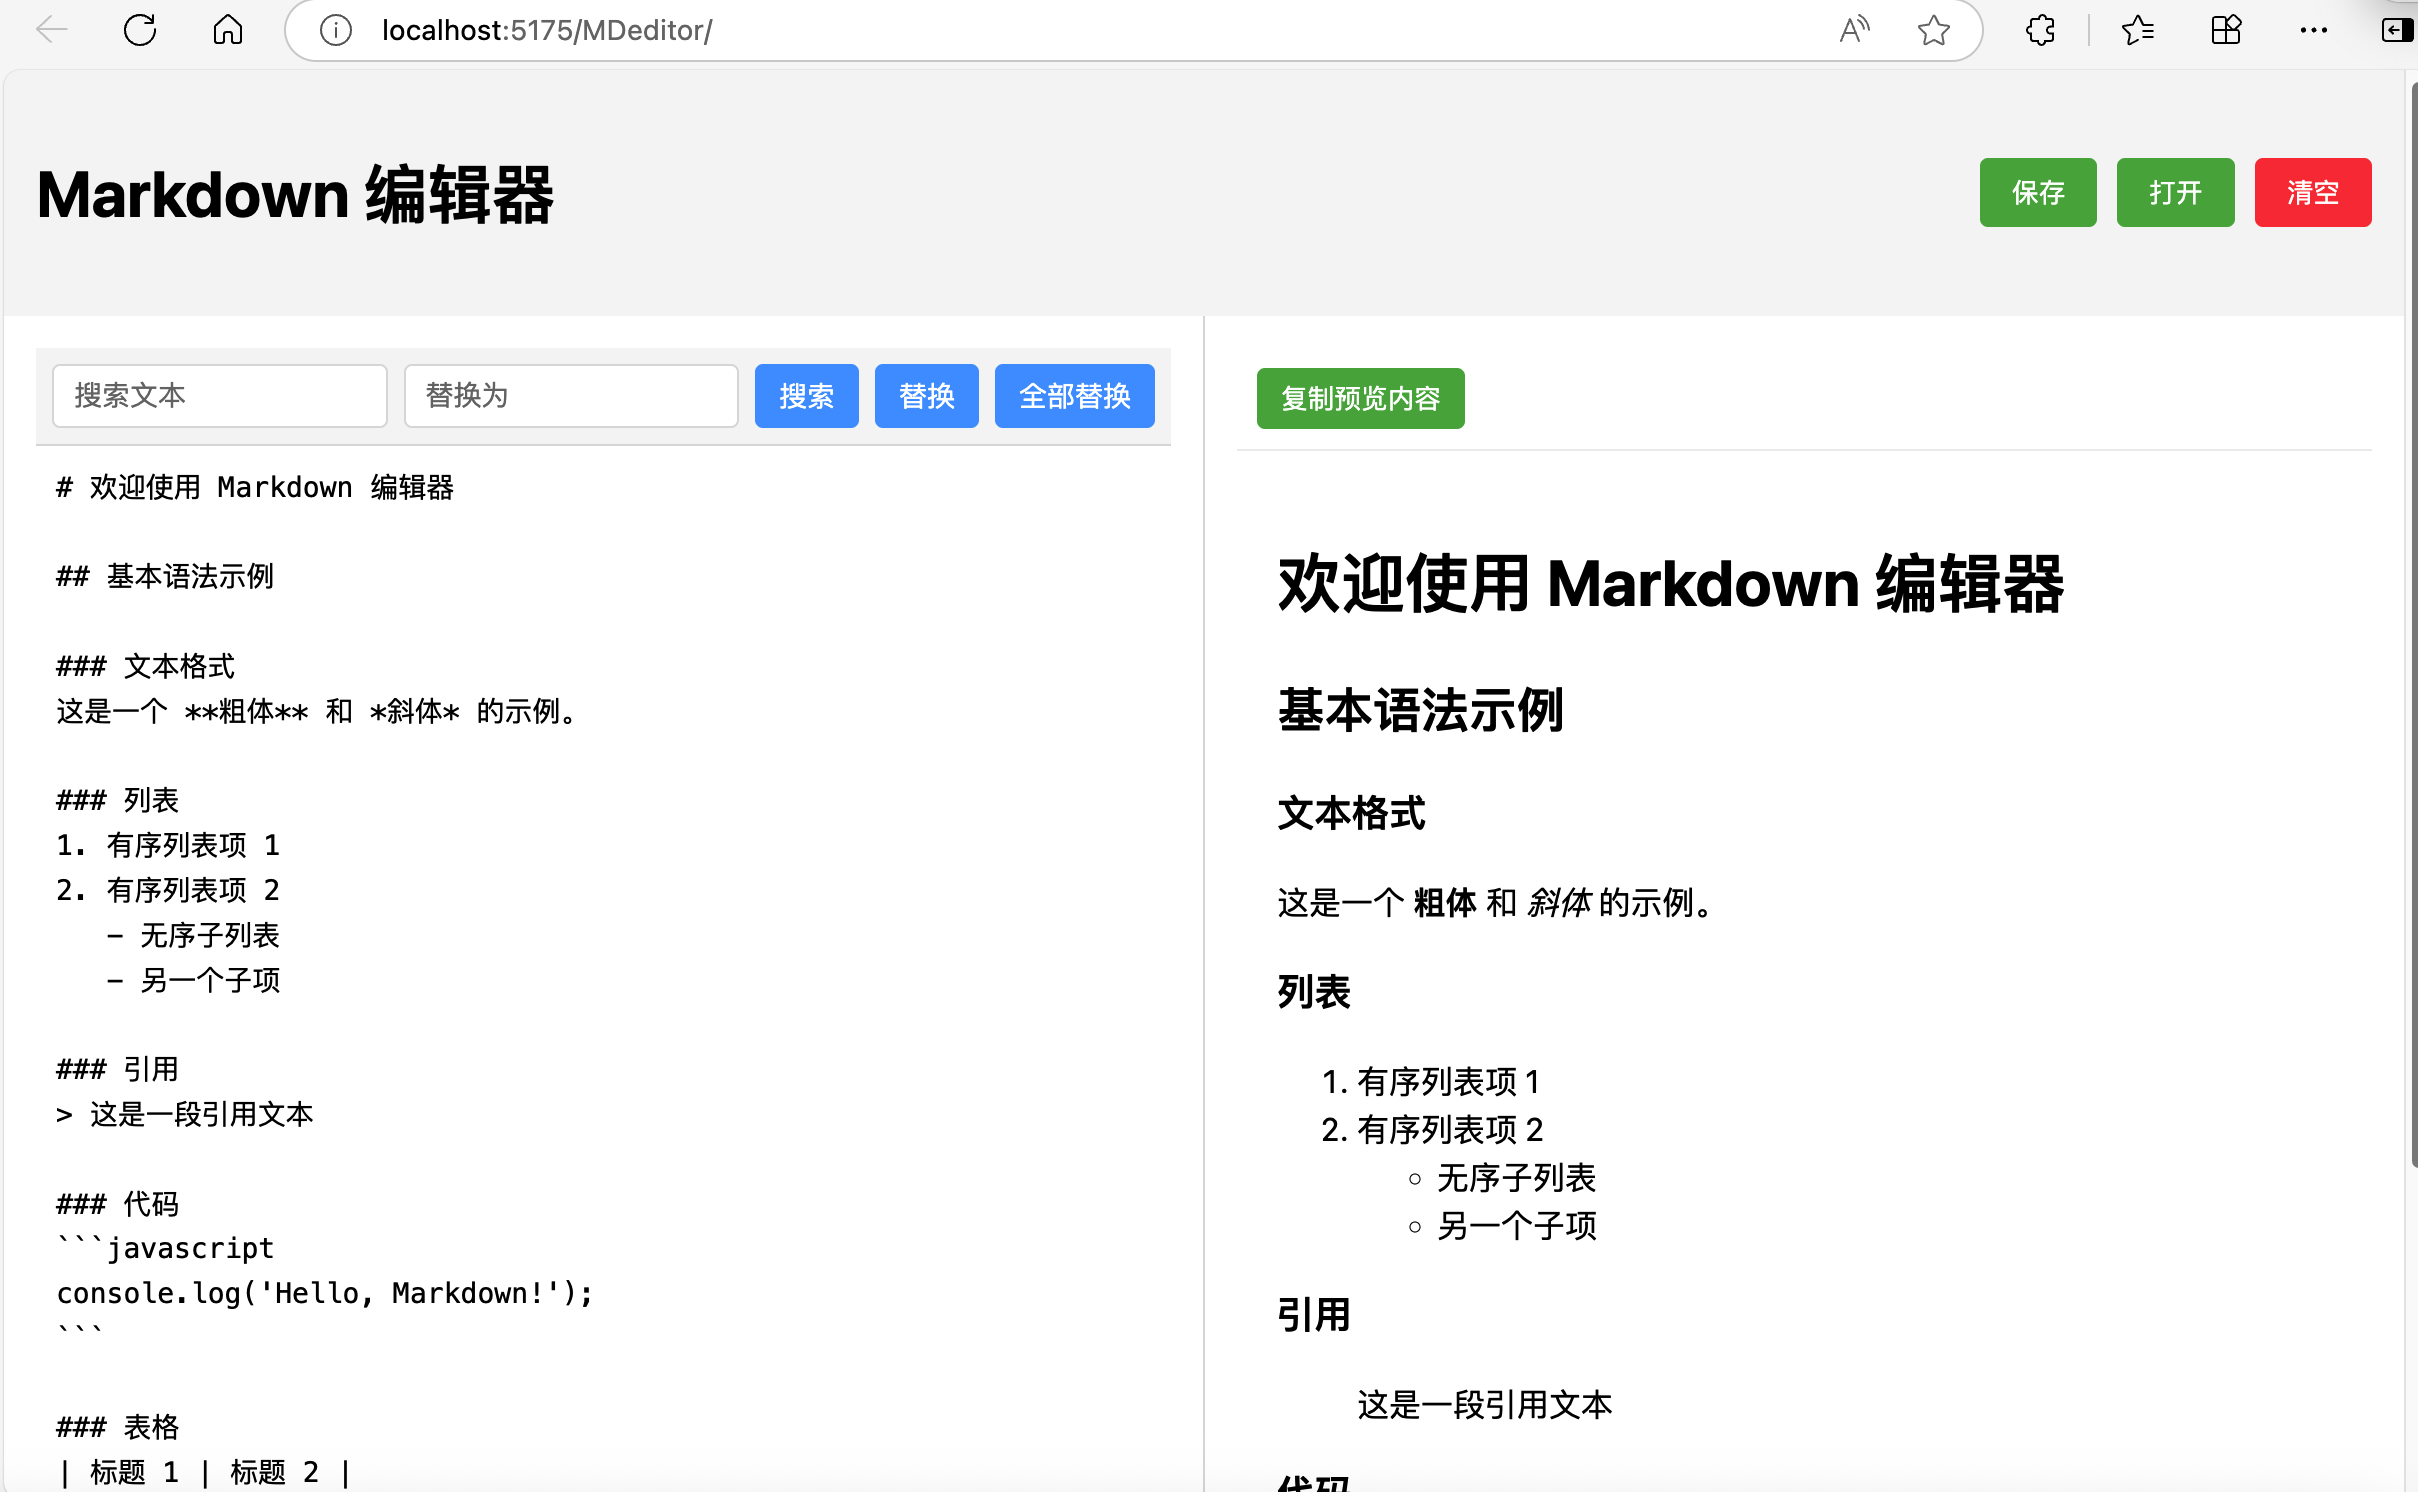 localhost:5175/MDeditor/
Markdown 编辑器
保存
打开
清空
搜索文本
替换为
搜索
替换
全部替换
# 欢迎使用 Markdown 编辑器
## 基本语法示例
### 文本格式
这是一个 **粗体** 和 *斜体* 的示例。
### 列表
1. 有序列表项 1
2. 有序列表项 2
   - 无序子列表
   - 另一个子项
### 引用
> 这是一段引用文本
### 代码
```javascript
console.log('Hello, Markdown!');
```
### 表格
| 标题 1 | 标题 2 |
复制预览内容
欢迎使用 Markdown 编辑器
基本语法示例
文本格式
这是一个 粗体 和 斜体 的示例。
列表
1. 有序列表项 1
2. 有序列表项 2
无序子列表
另一个子项
引用
这是一段引用文本
代码